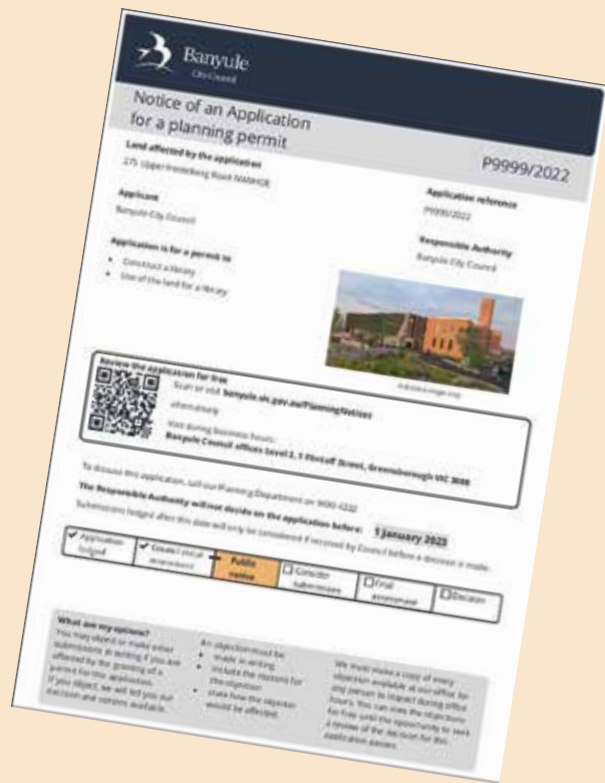 Banyule
City Council
Notice of an Application
for a planning permit
P9999/2022
Land affected by the application
275 Upper Heidelberg Road IVANHOE
Applicant
Banyule City Council
Application is for a permit to
Construct a library
Use of the land for a library
Application reference
P9999/2022
Responsible Authority
Banyule City Council
Review the application for free
Scan or visit banyule.vic.gov.au/PlanningNotices
alternatively
Visit during business hours:
Banyule Council offices Level 3, 1 Flintoff Street, Greensborough VIC 3088
To discuss this application, call our Planning Department on
The Responsible Authority will not decide on the application before: 1 January 2023
Submissions lodged after this date will only be considered if received by Council before a decision is made.
Application
lodged
Council initial
assessment
Public
notice
Consider
submissions
Final
assessment
Decision
What are my options?
You may object or make other
submissions in writing if you are
affected by the granting of a
permit for this application.
If you object, we will tell you our
decision and options available.
An objection must be
made in writing
include the reasons for
the objection
state how the objector
would be affected.
We must make a copy of every
objection available at our office for
any person to inspect during office
hours. You can view the objections
for free until the opportunity to seek
a review of the decision for this
application passes.